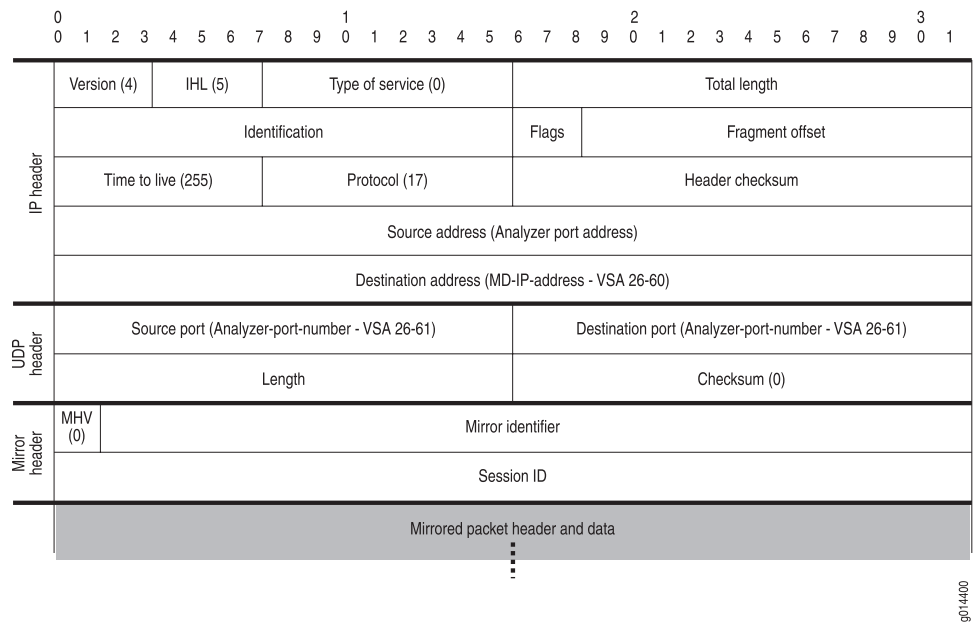 0 1 2 3
0 1 2 3 4 5 6 7 8 9 0 1 2 3 4 5 6 7 8 9 0 1 2 3 4 5 6 7 8 9 0 1
IP header
Version (4) IHL (5) Type of service (0) Total length
Identification Flags Fragment offset
Time to live (255) Protocol (17) Header checksum
Source address (Analyzer port address)
Destination address (MD-IP-address - VSA 26-60)
UDP
header
Source port (Analyzer-port-number - VSA 26-61) Destination port (Analyzer-port-number - VSA 26-61)
Length Checksum (0)
Mirror
header
MHV
(0)
Mirror identifier
Session ID
Mirrored packet header and data
g014400